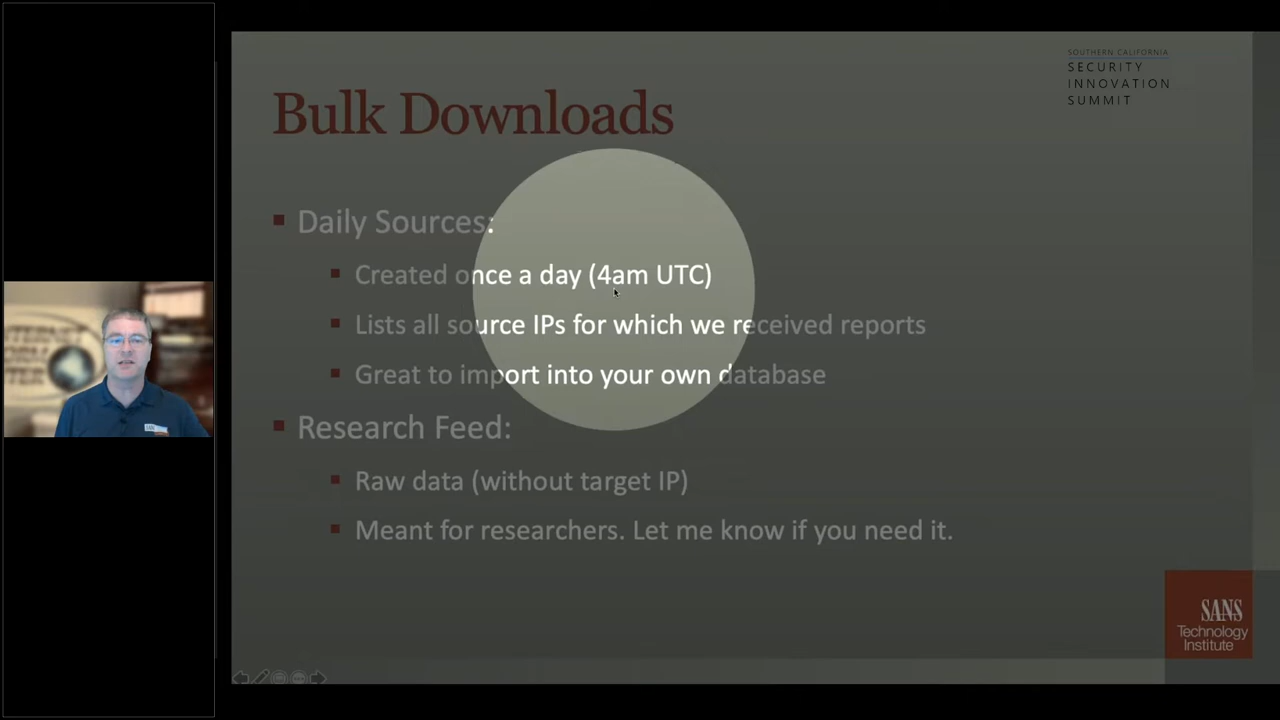 SOUTHERN CALIFORNIA
SECURITY
INNOVATION
SUMMIT
Bulk Downloads
Daily Sources:
Created once a day (4am UTC)
Lists all source IPs for which we received reports
Great to import into your own database
Research Feed:
Raw data (without target IP)
Meant for researchers. Let me know if you need it.
SANS
Technology
Institute